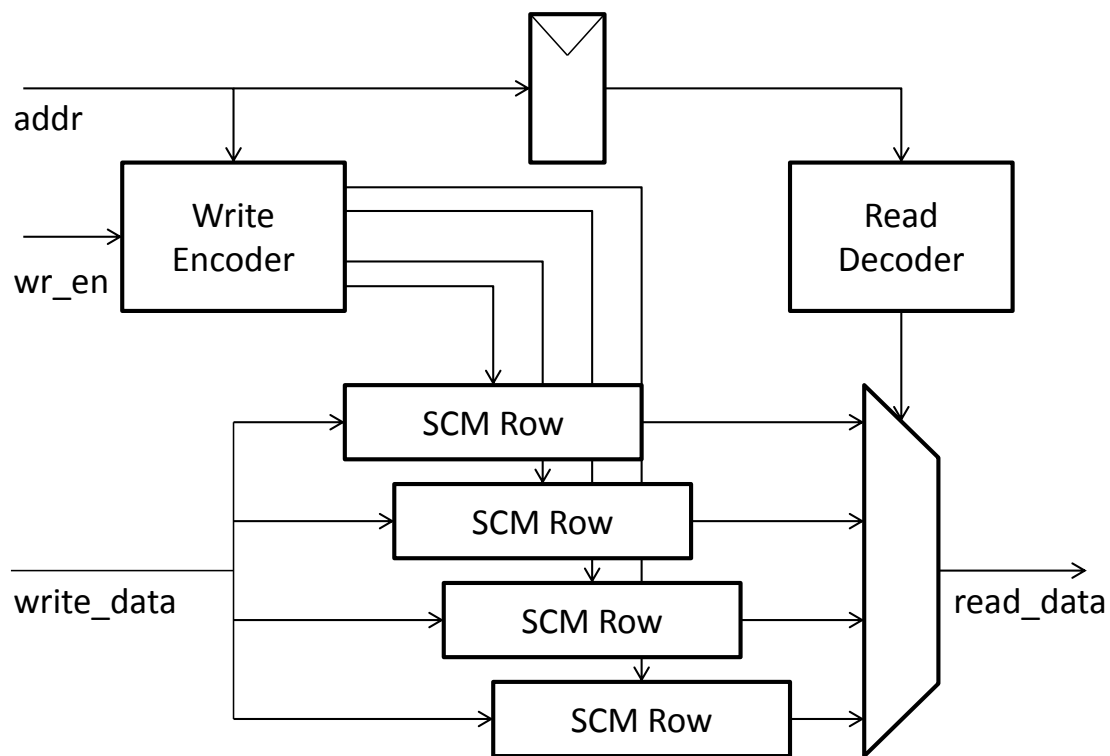 addr
Write
Encoder
Read
Decoder
wr_en
SCM Row
SCM Row
write_data
read_data
SCM Row
SCM Row